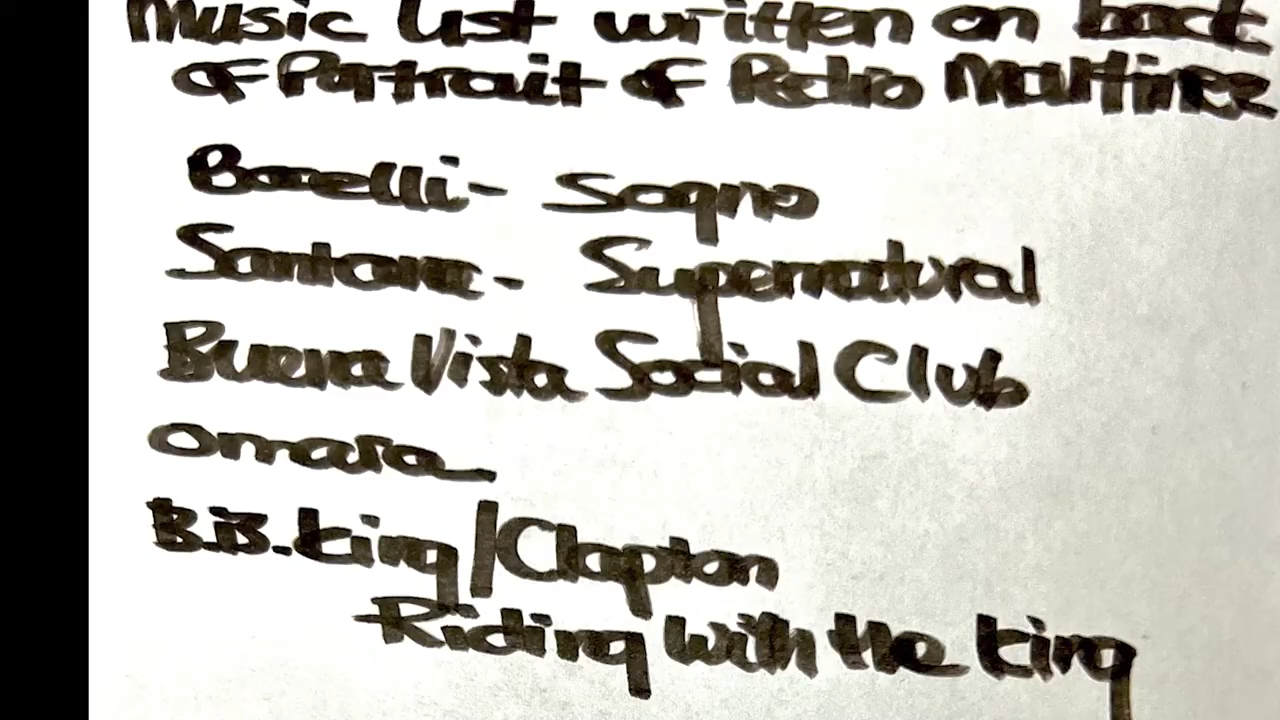 Music List written on back
of Portrait of Pedro Martinez
Bocelli- Sogno
Santana- Supernatural
Buena Vista Social Club
omara
B.B. King/Clapton
Riding with the King